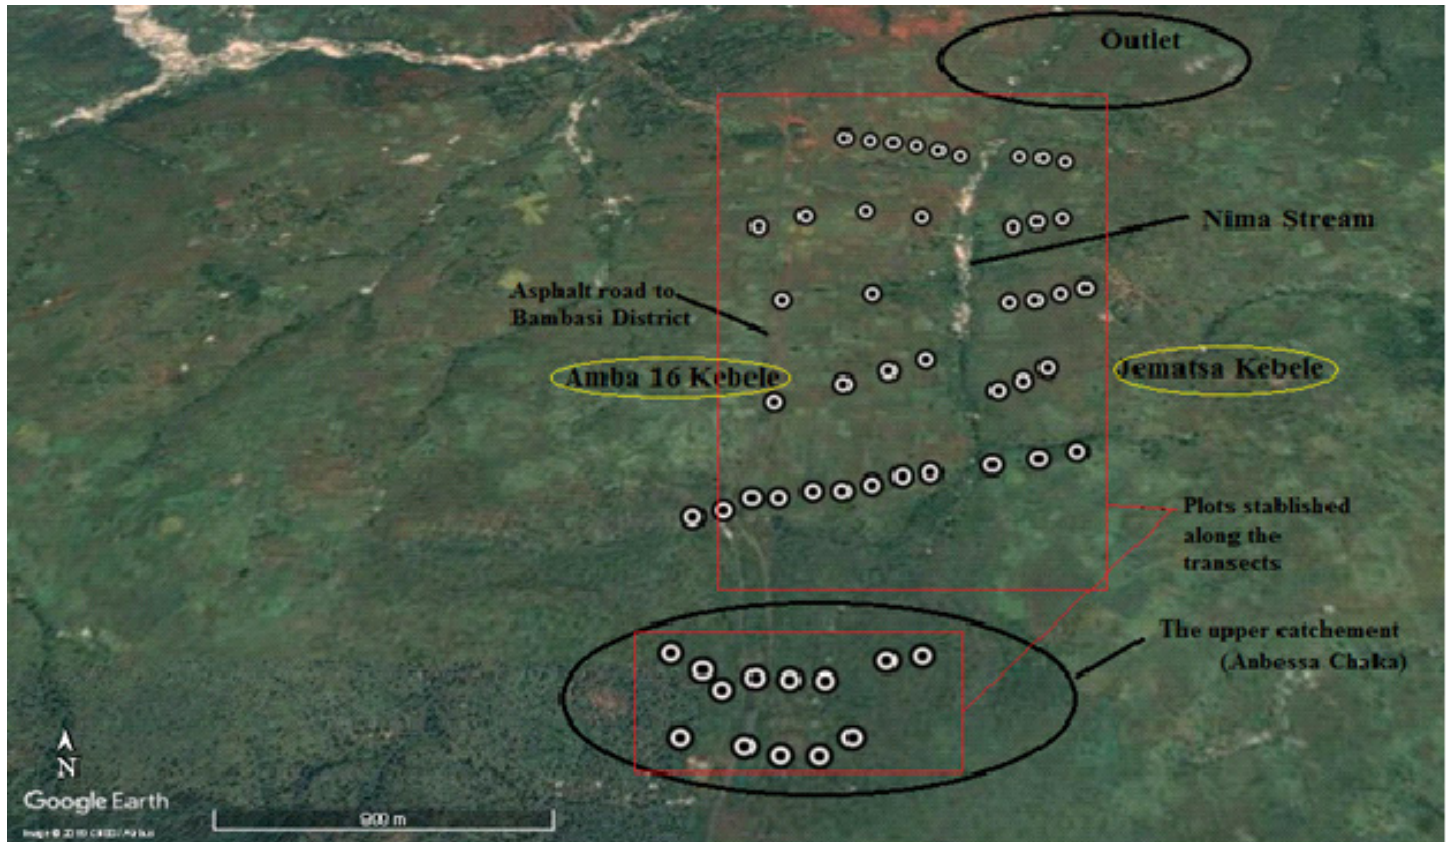 Outlet
Nima Stream
Asphalt road to
Bambasi District
Amba 16 Kebele
Jematsa Kebele
Plots stablished
along the
transects
The upper catchement
(Anbessa Chaka)
N
Google Earth
900 m